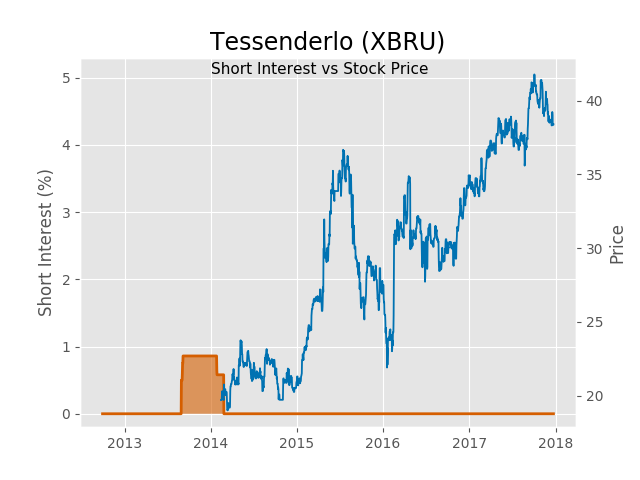 Tessenderlo (XBRU)
Short Interest vs Stock Price
Short Interest (%)
5
4
3
2
1
0
40
35
30
25
20
Price
2013 2014 2015 2016 2017 2018